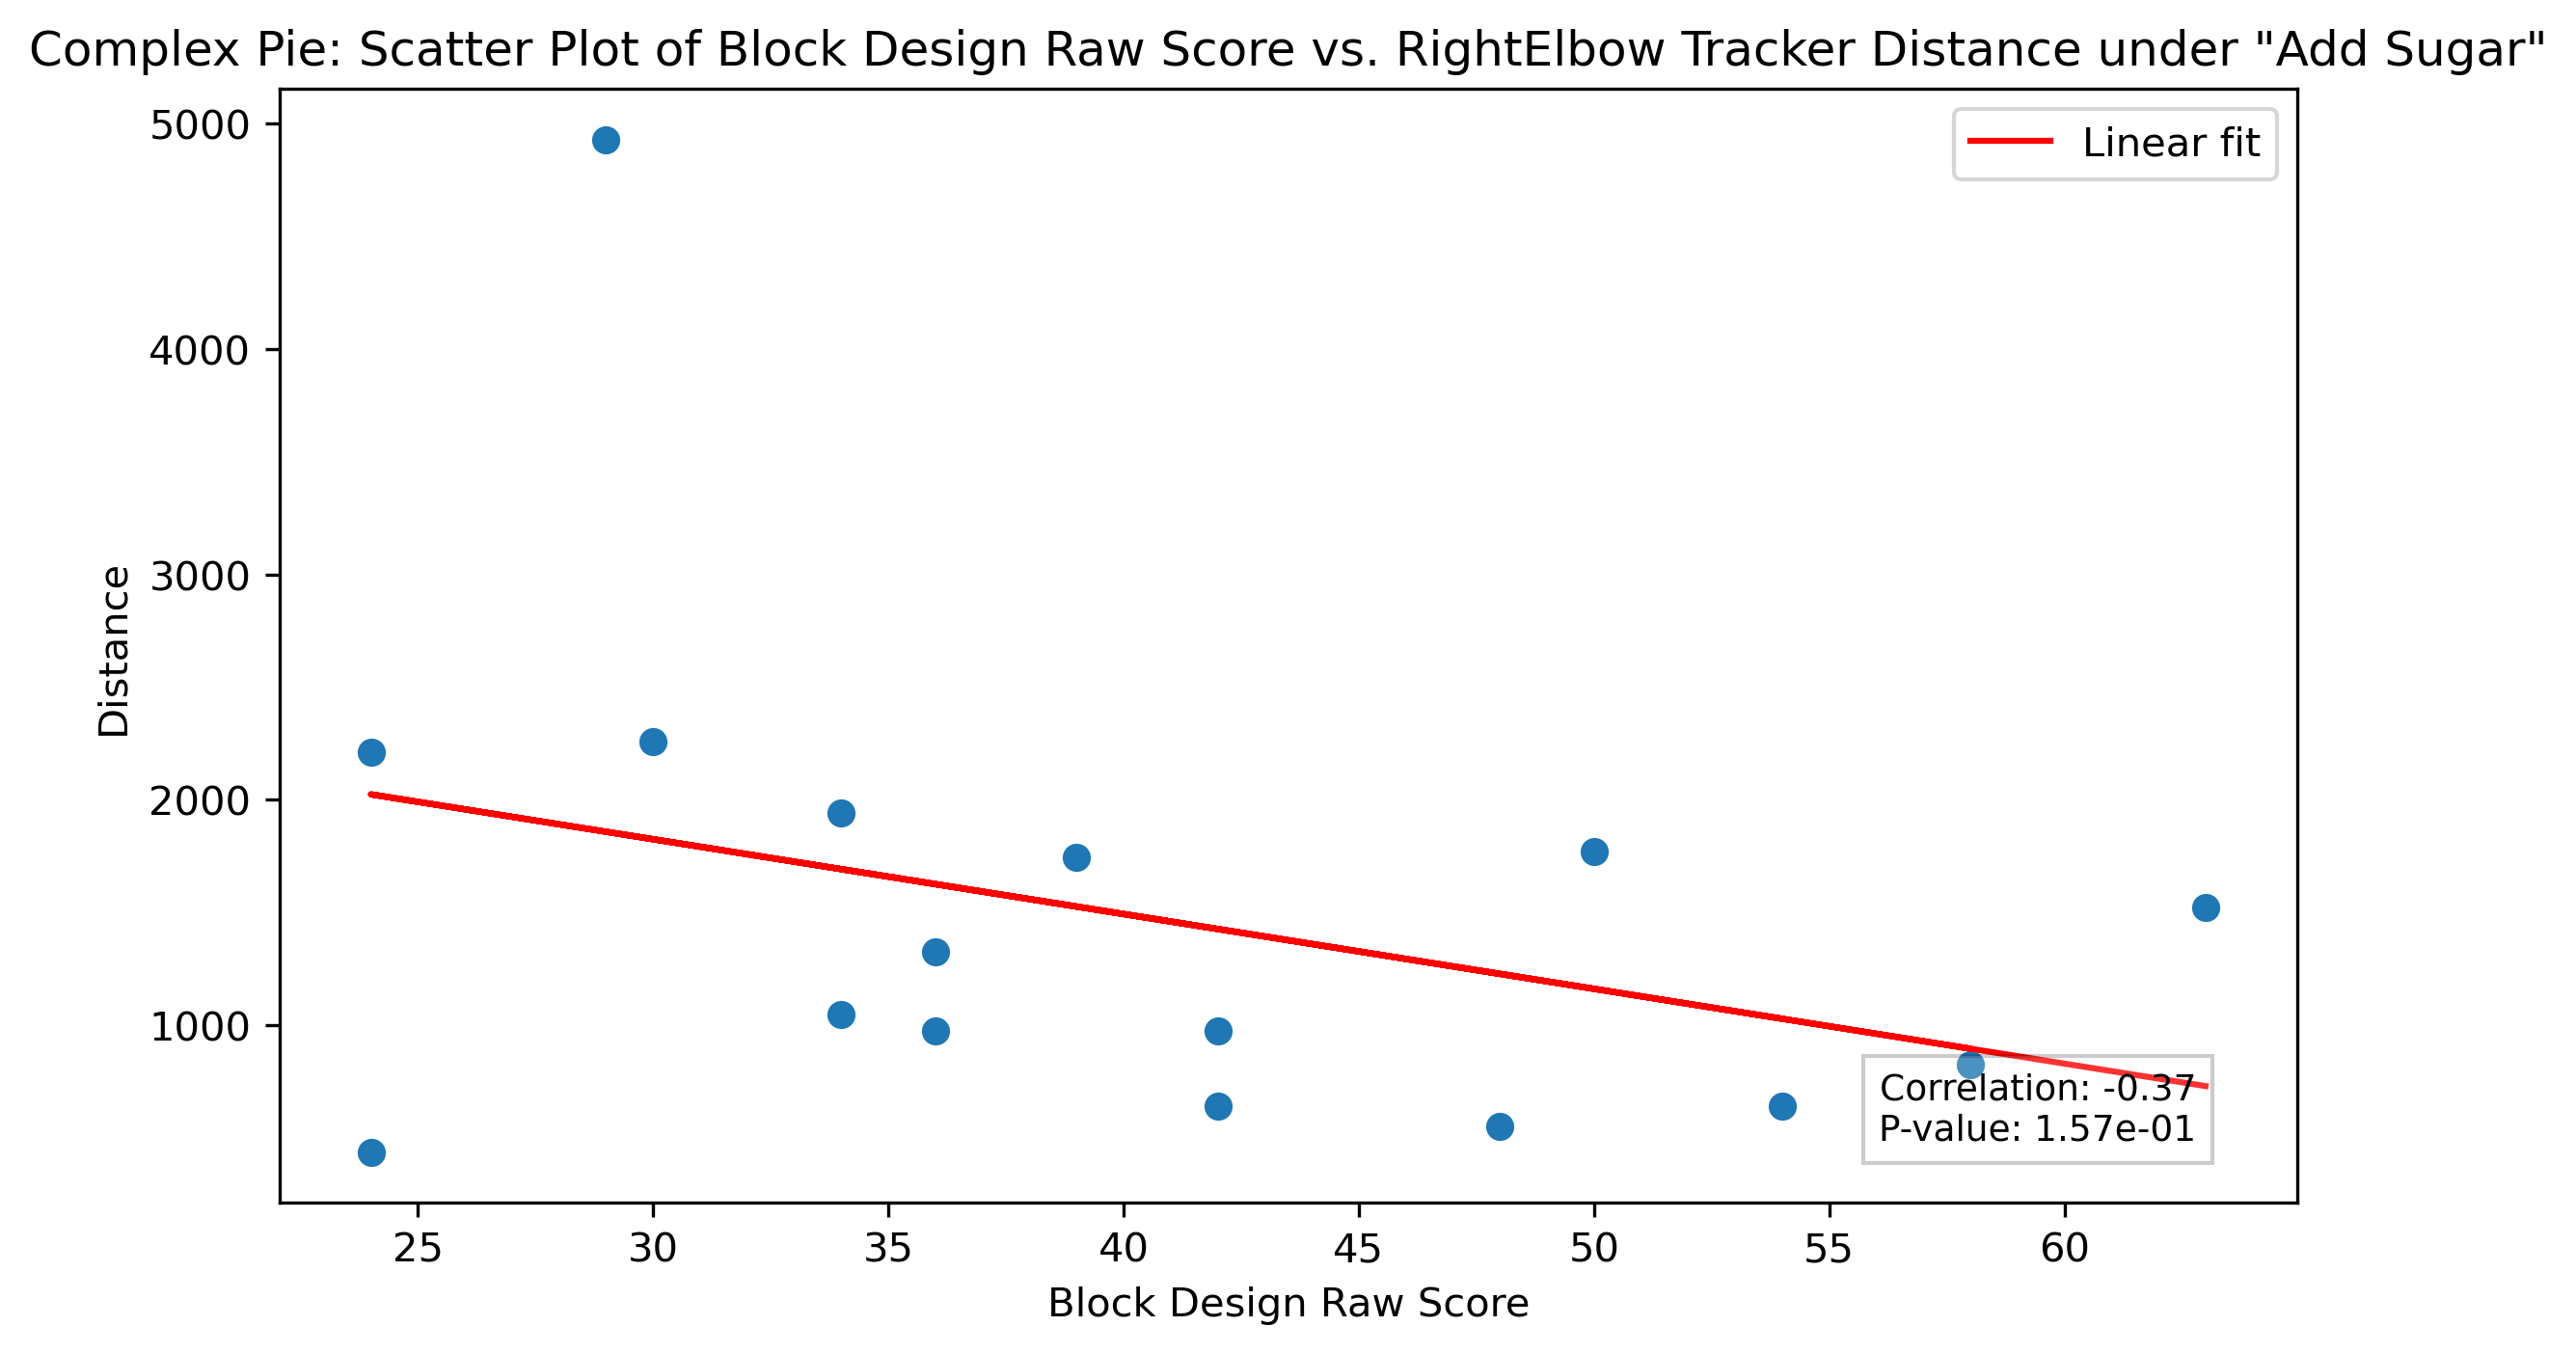 Complex Pie: Scatter Plot of Block Design Raw Score vs. RightElbow Tracker Distance under "Add Sugar"
Linear fit
5000
4000
3000
2000
1000
Distance
Correlation: -0.37
P-value: 1.57e-01
25 30 35 40 45 50 55 60
Block Design Raw Score